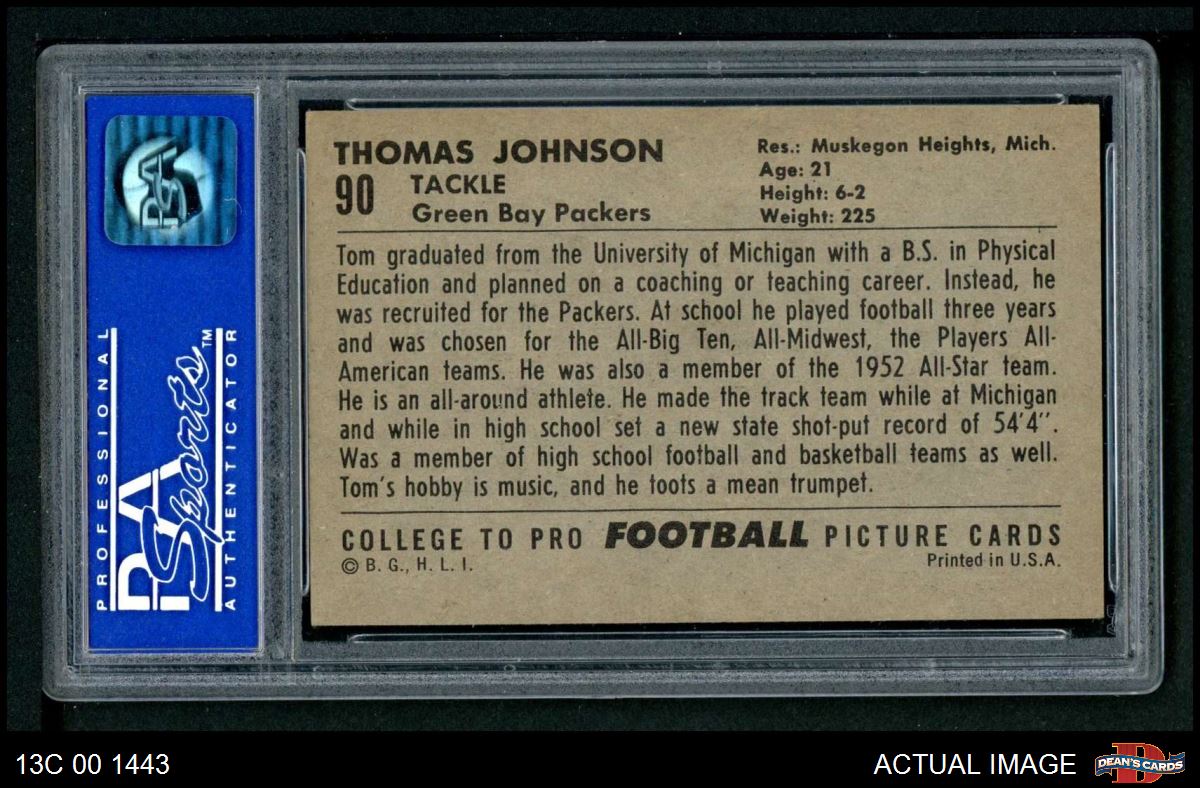 THOMAS JOHNSON
90 TACKLE
Green Bay Packers
Res.: Muskegon Heights, Mich.
Age: 21
Height: 6-2
Weight: 225
Tom graduated from the University of Michigan with a B.S. in Physical
Education and planned on a coaching or teaching career. Instead, he
was recruited for the Packers. At school he played football three years
and was chosen for the All-Big Ten, All-Midwest, the Players All-
American teams. He was also a member of the 1952 All-Star team.
He is an all-around athlete. He made the track team while at Michigan
and while in high school set a new state shot-put record of 54'4''.
Was a member of high school football and basketball teams as well.
Tom's hobby is music, and he toots a mean trumpet.
COLLEGE TO PRO FOOTBALL PICTURE CARDS
© B. G., H. L. I.
Printed in U.S.A.
PSA
PROFESSIONAL
PSA Sports™
AUTHENTICATOR
13C 00 1443
ACTUAL IMAGE
D
DEAN'S CARDS